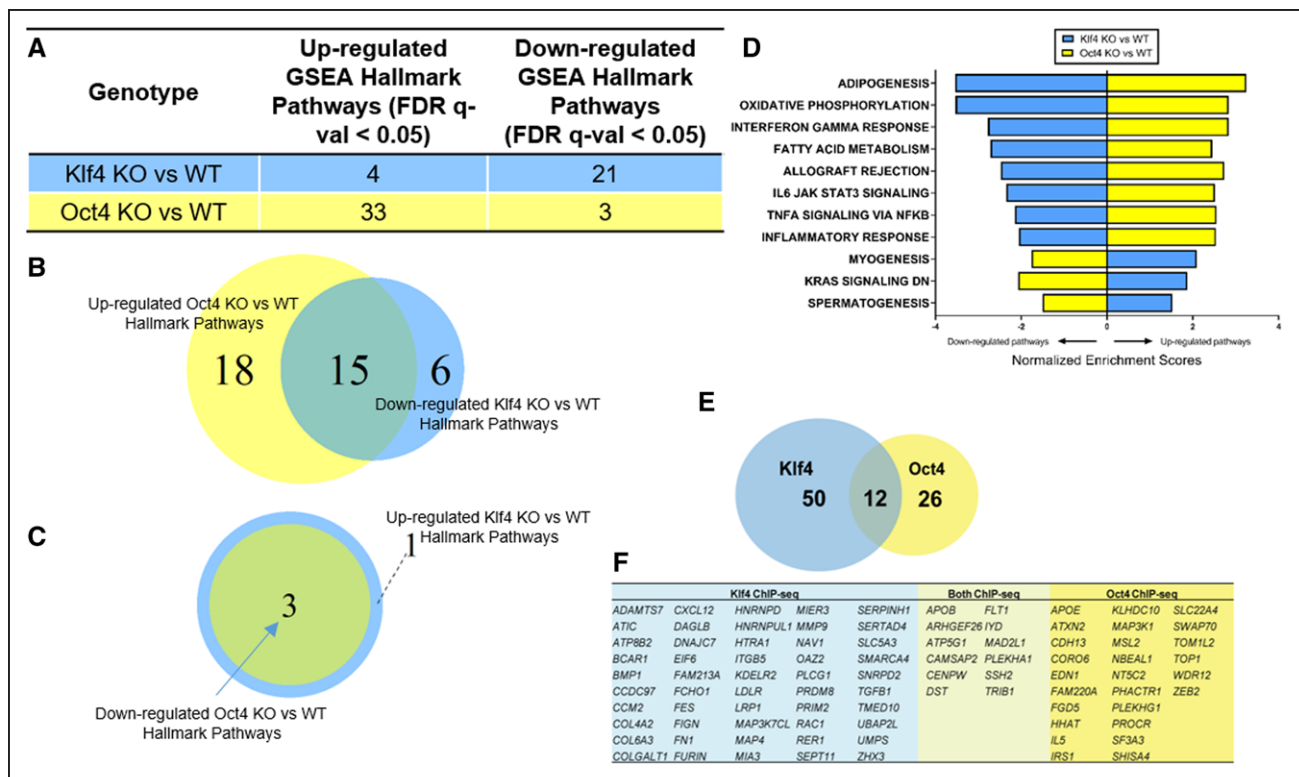 A
Genotype
Up-regulated
GSEA Hallmark
Pathways (FDR q-
val < 0.05)
Down-regulated
GSEA Hallmark
Pathways
(FDR q-val < 0.05)
Klf4 KO vs WT 4 21
Oct4 KO vs WT 33 3
B
Up-regulated Oct4 KO vs WT
Hallmark Pathways
18 15 6
Down-regulated Klf4 KO vs WT
Hallmark Pathways
C
Up-regulated Klf4 KO vs WT
Hallmark Pathways
1
3
Down-regulated Oct4 KO vs WT
Hallmark Pathways
D
Klf4 KO vs WT
Oct4 KO vs WT
ADIPOGENESIS
OXIDATIVE PHOSPHORYLATION
INTERFERON GAMMA RESPONSE
FATTY ACID METABOLISM
ALLOGRAFT REJECTION
IL6 JAK STAT3 SIGNALING
TNFA SIGNALING VIA NFKB
INFLAMMATORY RESPONSE
MYOGENESIS
KRAS SIGNALING DN
SPERMATOGENESIS
-4 -2 0 2 4
Down-regulated pathways Up-regulated pathways
Normalized Enrichment Scores
E
Klf4 Oct4
50 12 26
F
Klf4 ChIP-seq Both ChIP-seq Oct4 ChIP-seq
ADAMTS7 CXCL12 HNRNPD MIER3 SERPINH1 APOB FLT1 APOE KLHDC10 SLC22A4
ATIC DAGLB HNRNPUL1 MMP9 SERTAD4 ARHGEF26 IYD ATXN2 MAP3K1 SWAP70
ATP8B2 DNAJC7 HTRA1 NAV1 SLC5A3 ATP5G1 MAD2L1 CDH13 MSL2 TOM1L2
BCAR1 EIF6 ITGB5 OAZ2 SMARCA4 CAMSAP2 PLEKHA1 CORO6 NBEAL1 TOP1
BMP1 FAM213A KDELR2 PLCG1 SNRPD2 CENPW SSH2 EDN1 NT5C2 WDR12
CCDC97 FCHO1 LDLR PRDM8 TGFB1 DST TRIB1 FAM220A PHACTR1 ZEB2
CCM2 FES LRP1 PRIM2 TMED10 FGD5 PLEKHG1
COL4A2 FIGN MAP3K7CL RAC1 UBAP2L HHAT PROCR
COL6A3 FN1 MAP4 RER1 UMPS IL5 SF3A3
COLGALT1 FURIN MIA3 SEPT11 ZHX3 IRS1 SHISA4